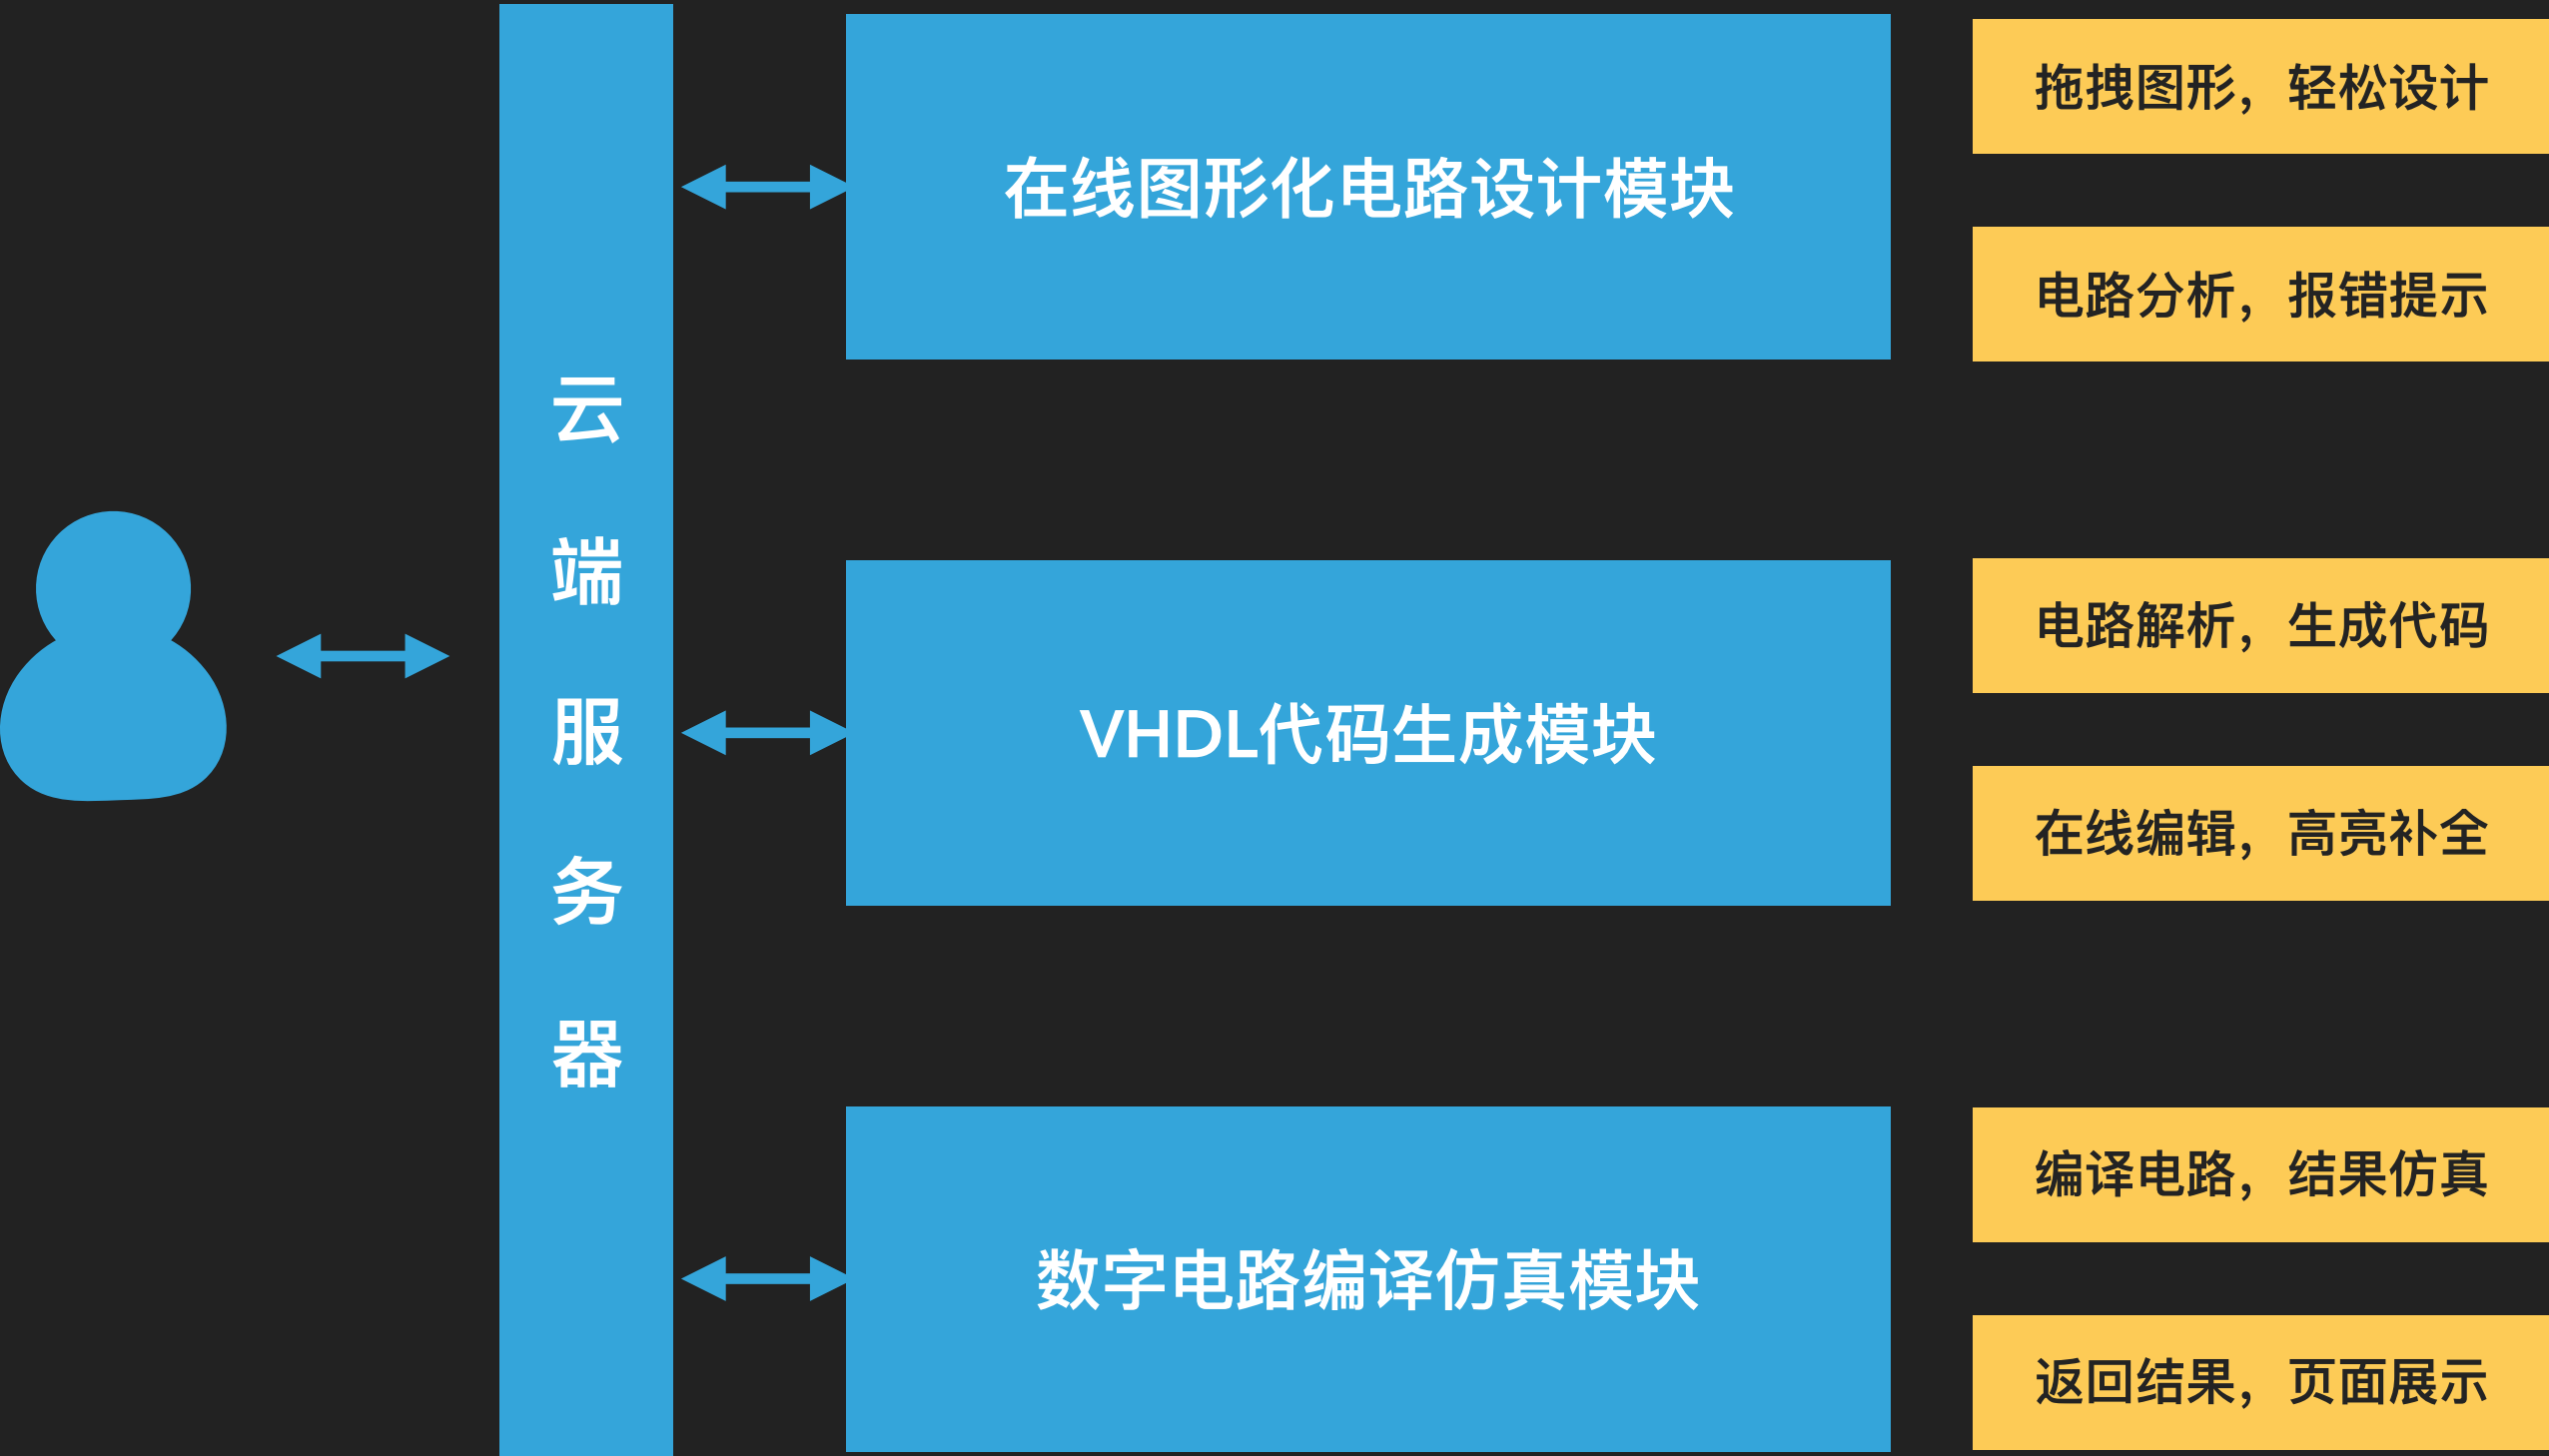 云端服务器
在线图形化电路设计模块
拖拽图形，轻松设计
电路分析，报错提示
VHDL代码生成模块
电路解析，生成代码
在线编辑，高亮补全
数字电路编译仿真模块
编译电路，结果仿真
返回结果，页面展示